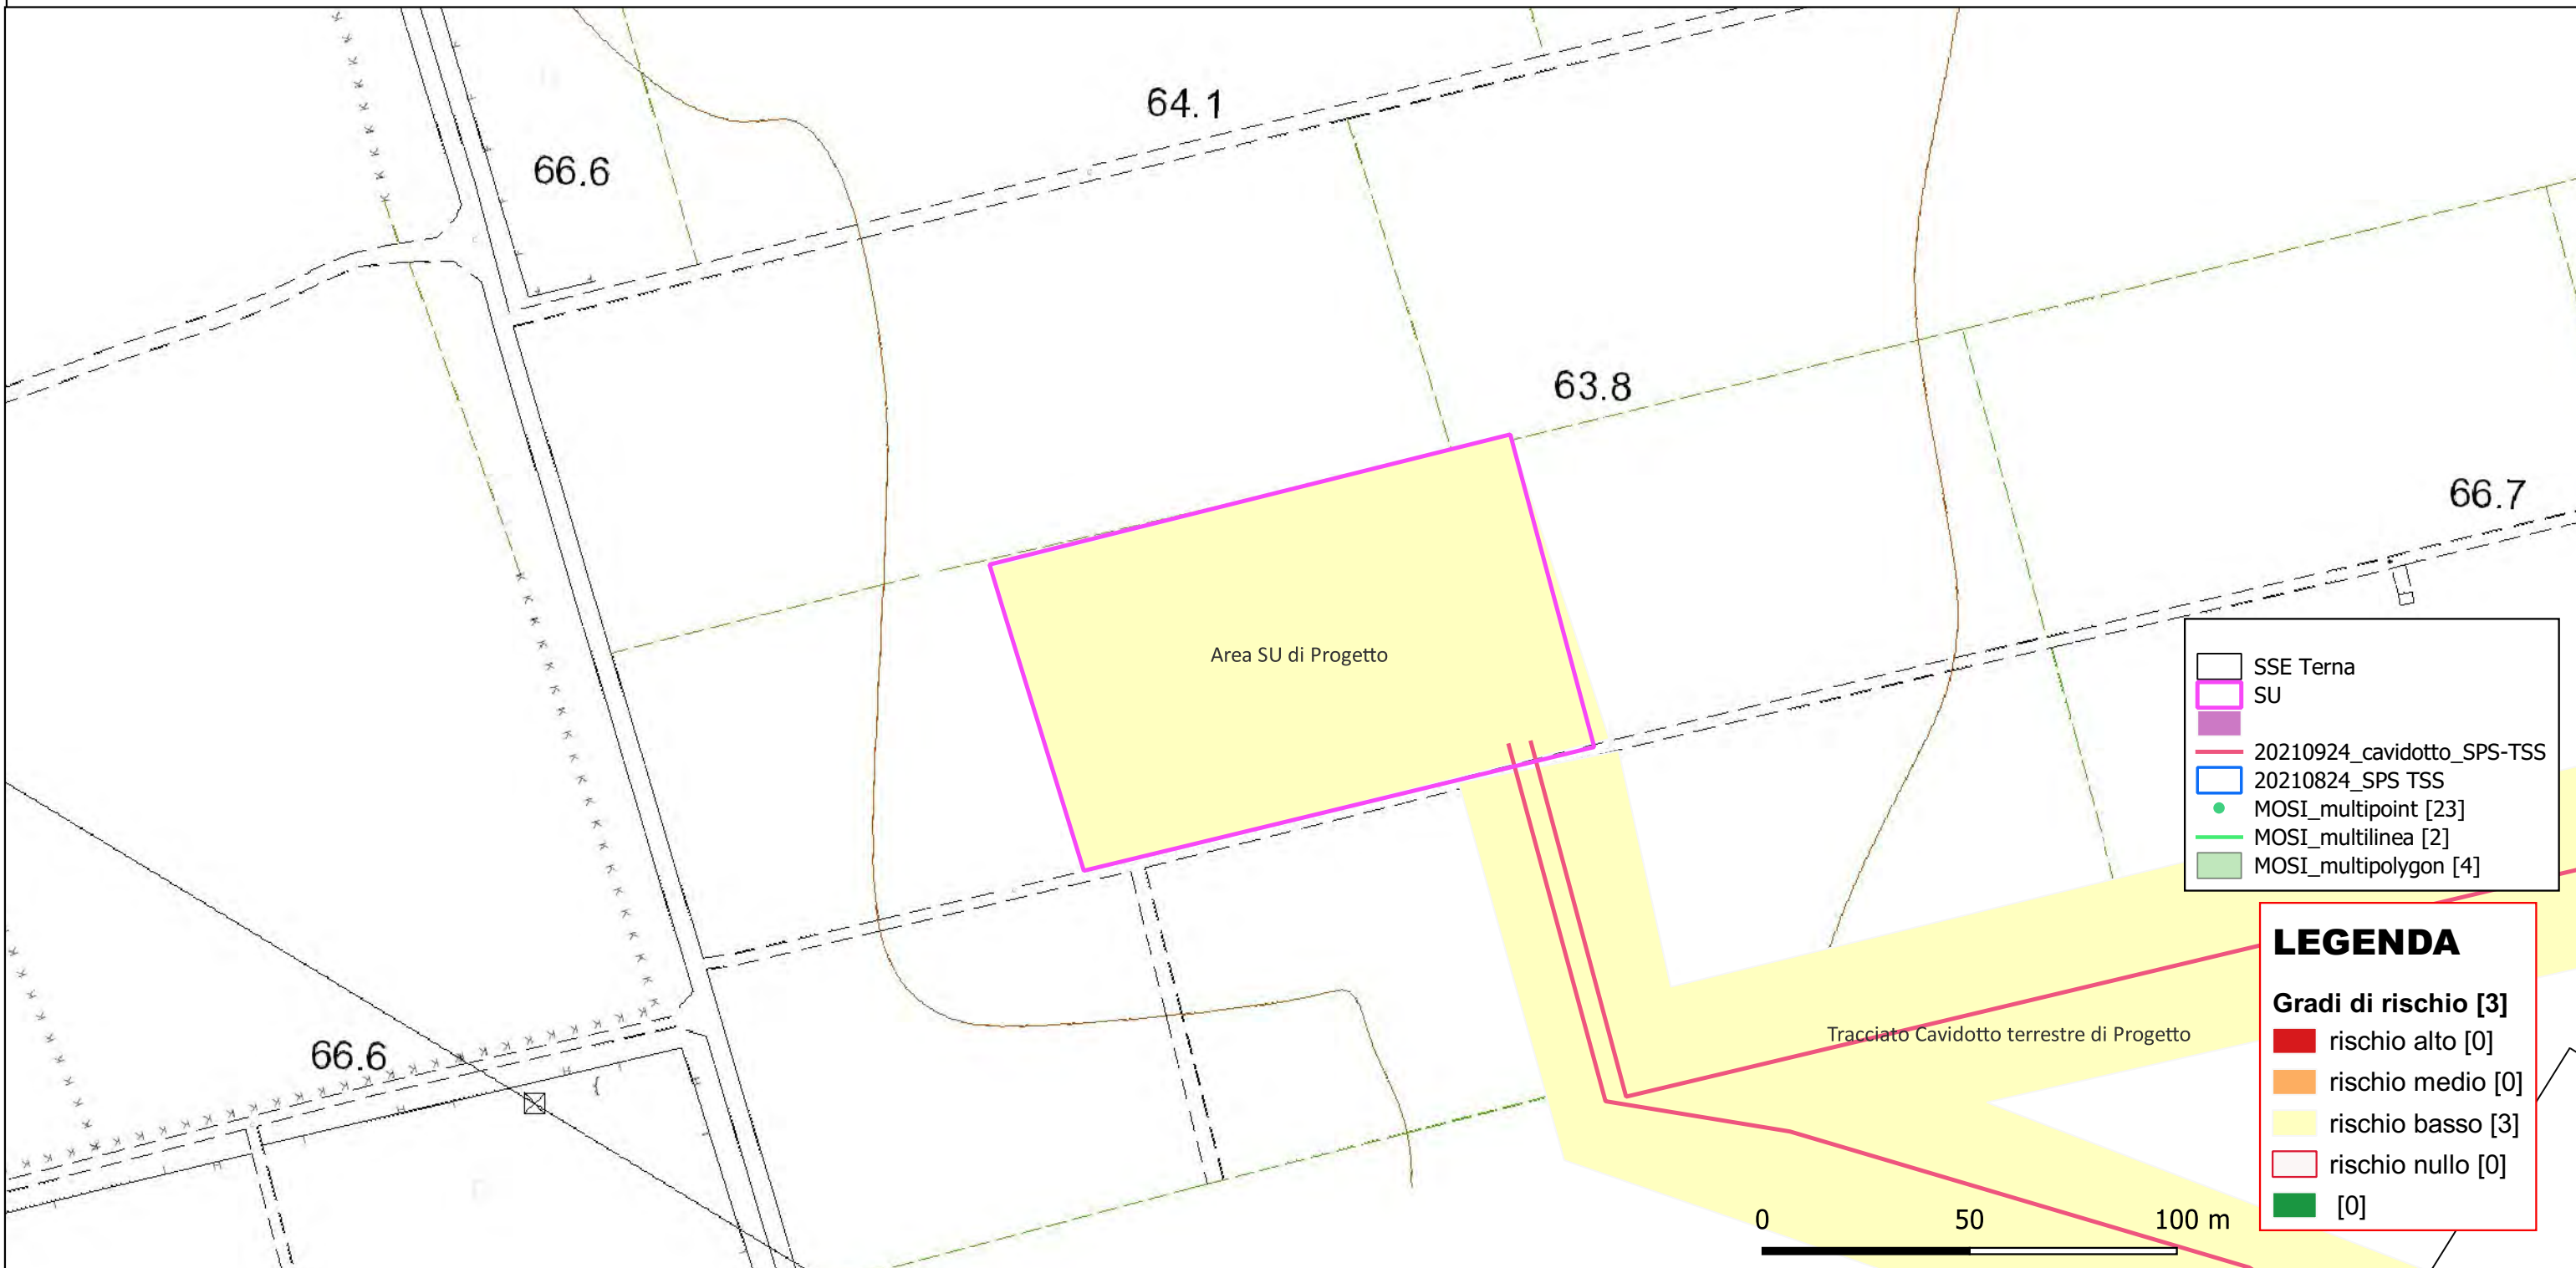 64.1
66.6
63.8
66.7
Area SU di Progetto
SSE Terna
SU
20210924_cavidotto_SPS-TSS
20210824_SPS TSS
MOSI_multipoint [23]
MOSI_multilinea [2]
MOSI_multipolygon [4]
LEGENDA
Gradi di rischio [3]
rischio alto [0]
rischio medio [0]
rischio basso [3]
rischio nullo [0]
[0]
Tracciato Cavidotto terrestre di Progetto
66.6
0 50 100 m